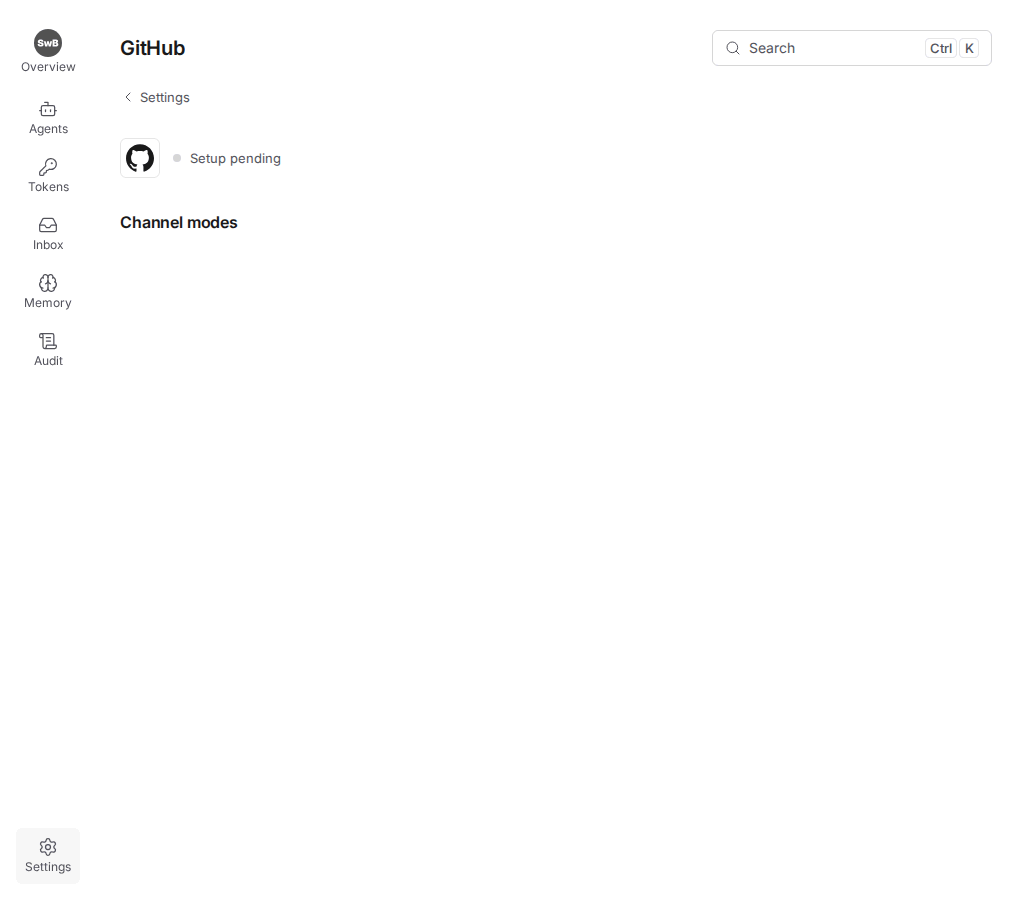 SwB
Overview
Agents
Tokens
Inbox
Memory
Audit
Settings
GitHub
Search
Ctrl K
Settings
Setup pending
Channel modes